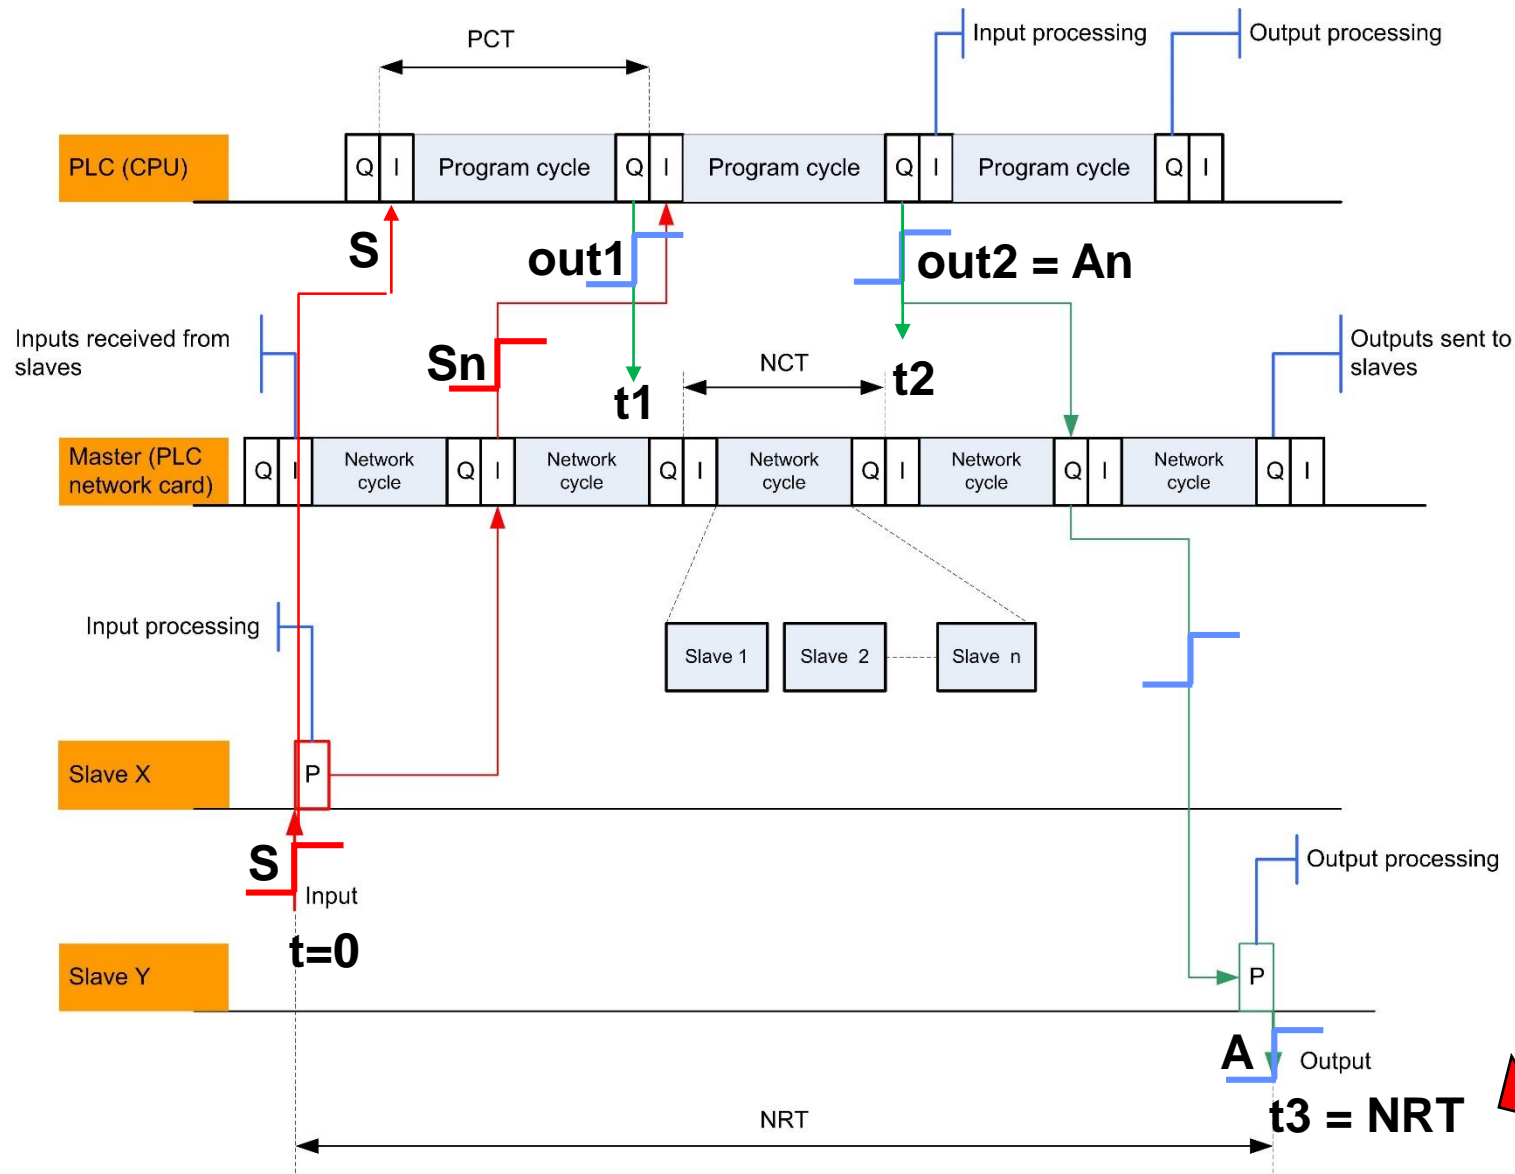 PCT
Input processing
Output processing
PLC (CPU)
Q I Program cycle Q I Program cycle Q I Program cycle Q I
S
out1
out2 = An
Inputs received from
slaves
Sn
t1
NCT
t2
Outputs sent to
slaves
Master (PLC
network card)
Q I Network
cycle
Q I Network
cycle
Q I Network
cycle
Q I Network
cycle
Q I Network
cycle
Q I
Input processing
Slave 1
Slave 2
Slave n
Slave X
P
S
Input
t=0
Output processing
Slave Y
P
A
Output
t3 = NRT
NRT